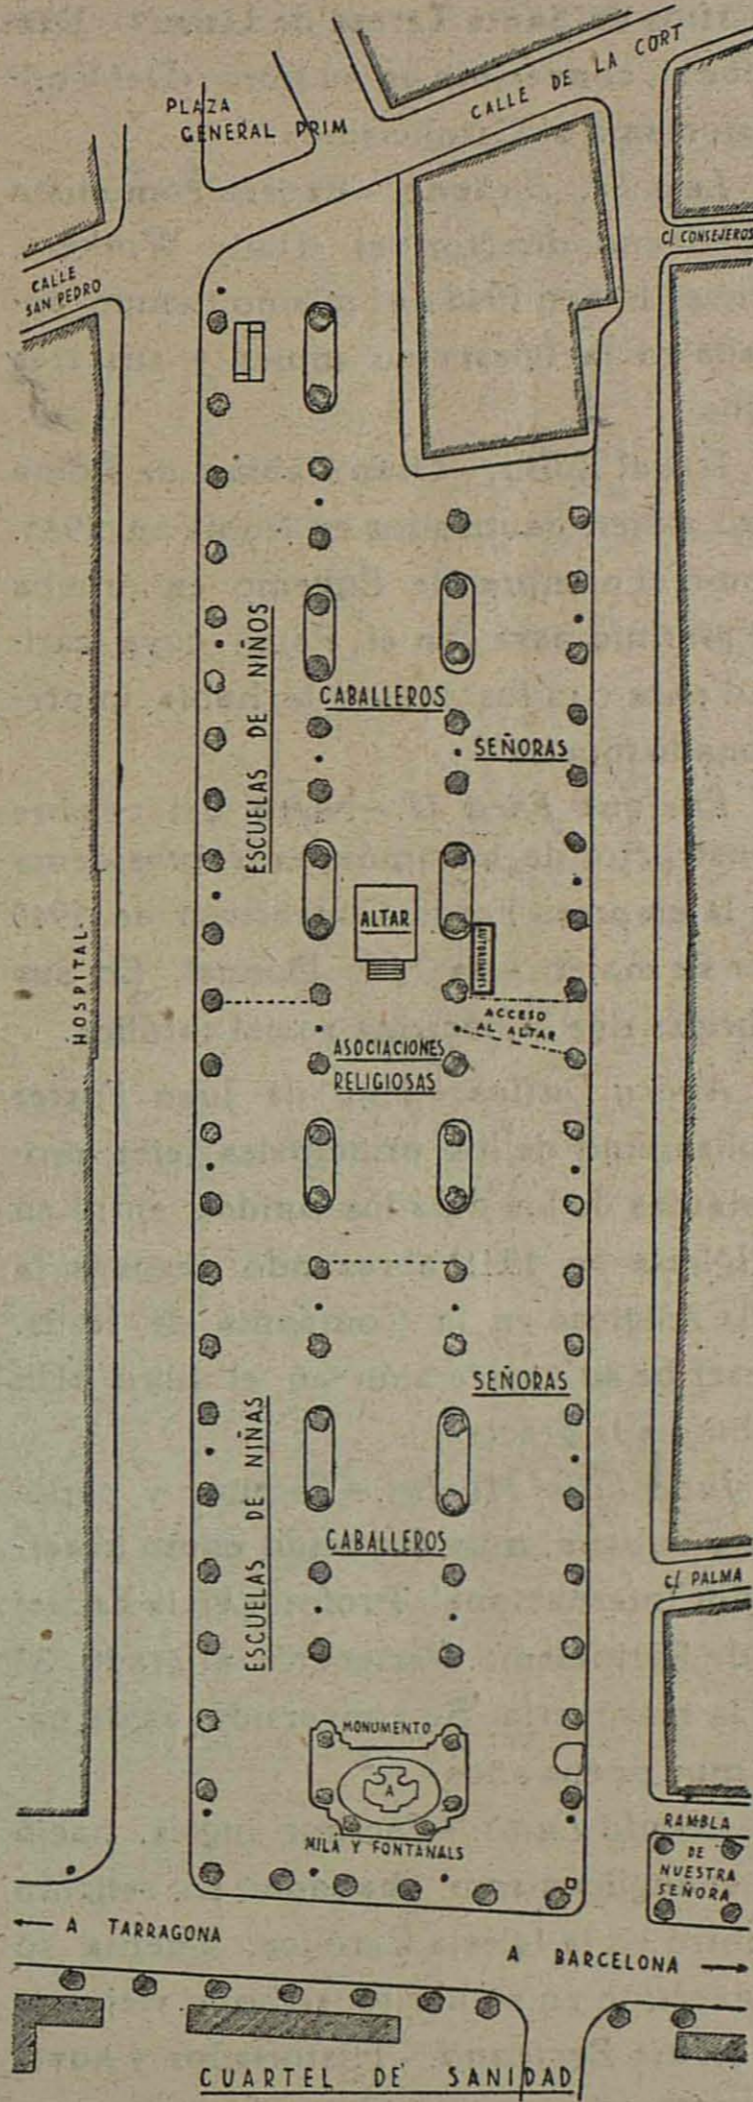 PLAZA
GENERAL PRIM
CALLE DE LA CORT
C/ CONSEJEROS
CALLE
SAN PEDRO
ESCUELAS DE NIÑOS
CABALLEROS
SEÑORAS
HOSPITAL
ALTAR
AUTORIDADES
ACCESO
AL ALTAR
ASOCIACIONES
RELIGIOSAS
SEÑORAS
ESCUELAS DE NIÑAS
CABALLEROS
C/ PALMA
MONUMENTO
A
MILÁ Y FONTANALS
RAMBLA
DE
NUESTRA
SEÑORA
A TARRAGONA
A BARCELONA
CUARTEL DE SANIDAD